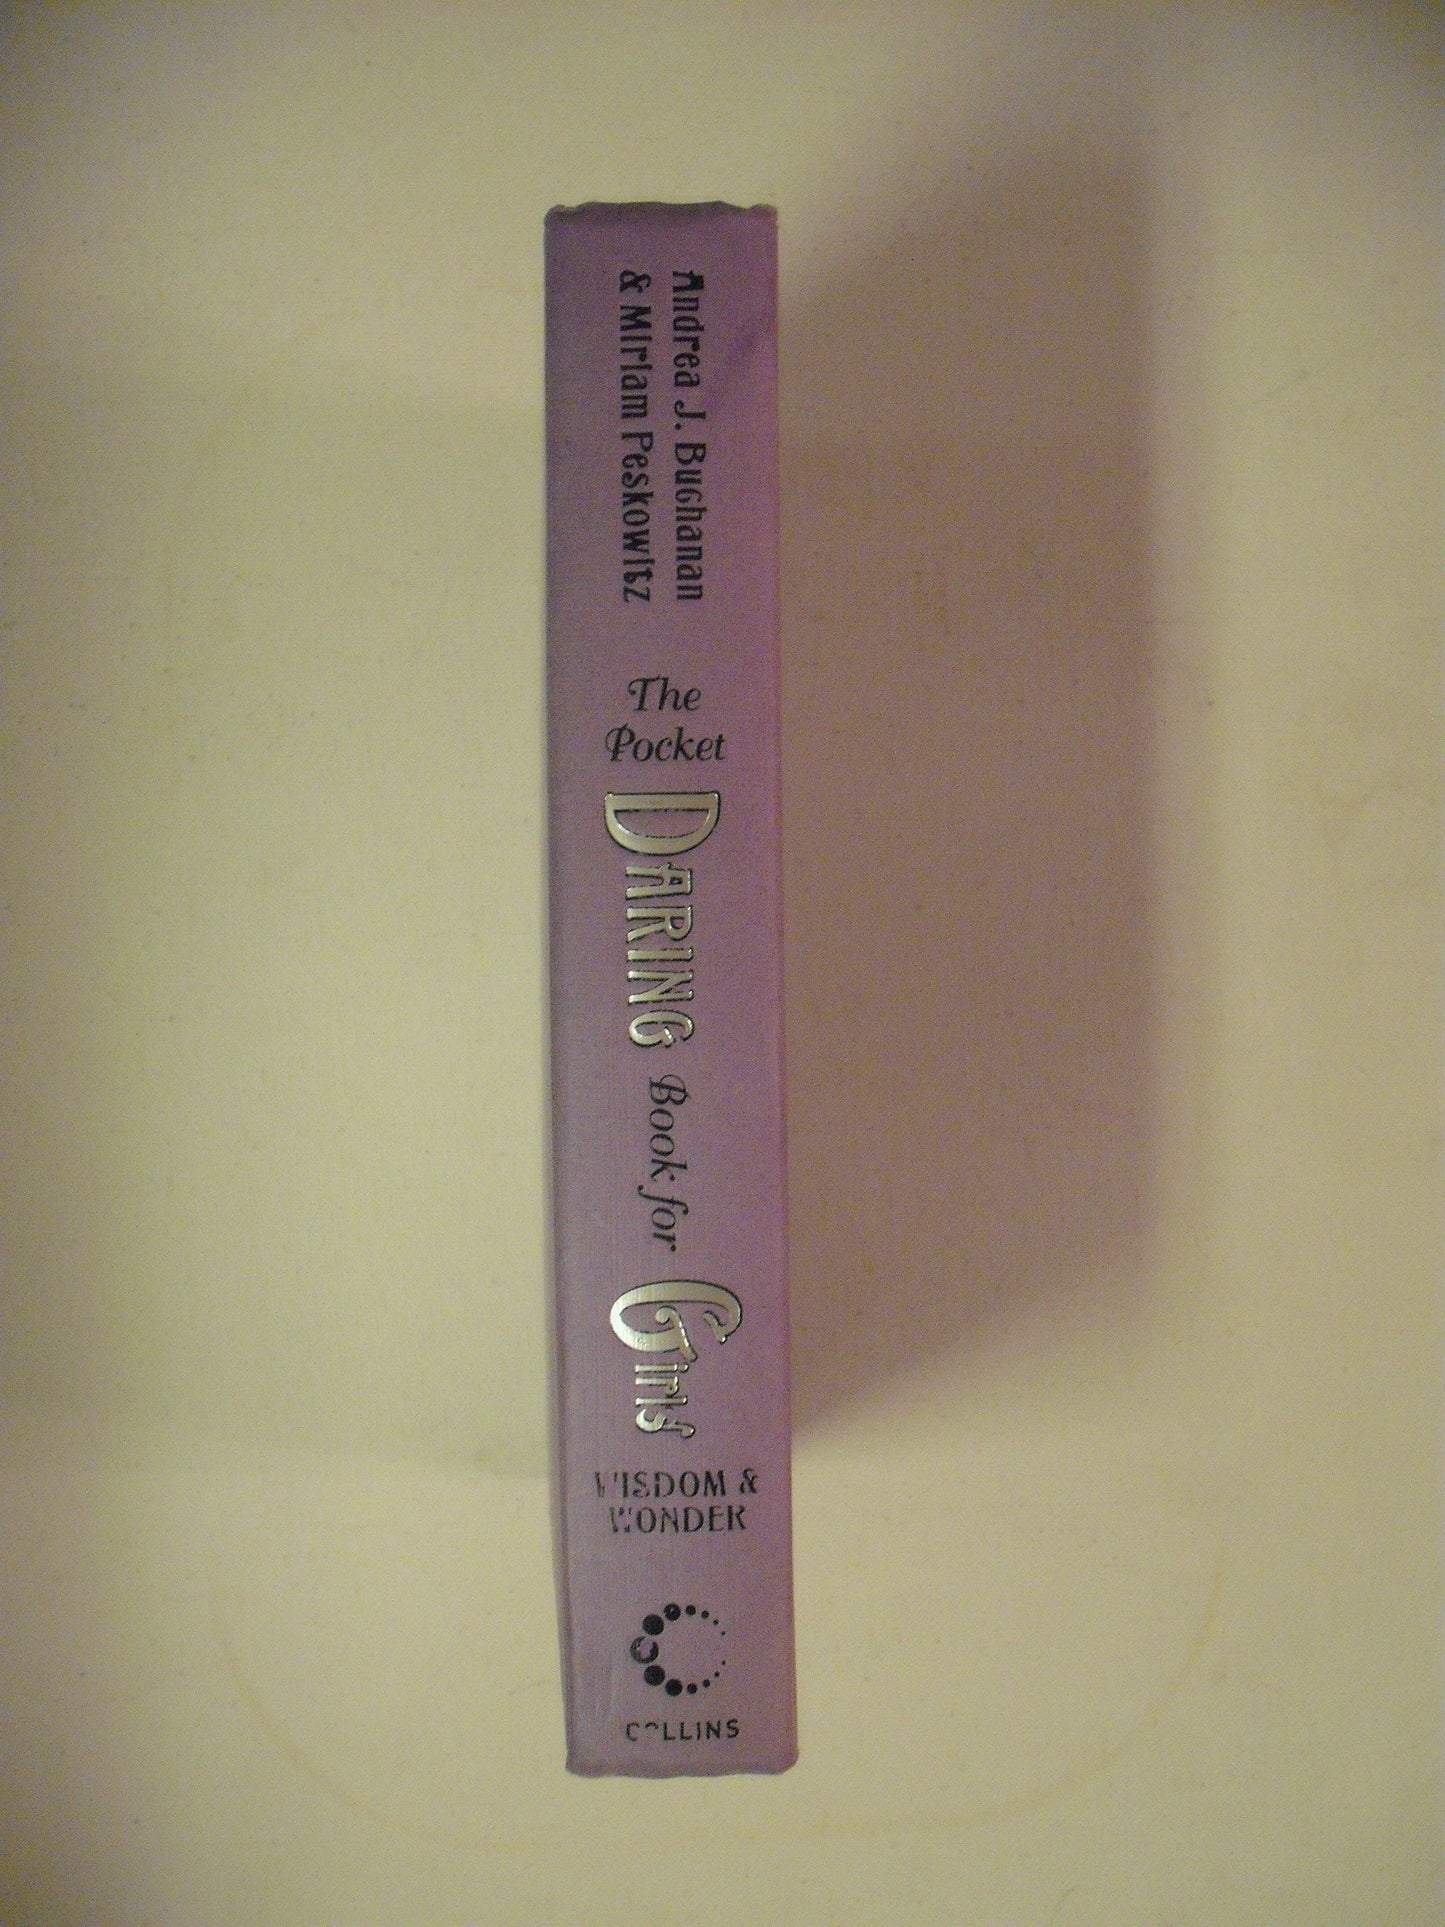 Andrea J. Buchanan
& Miriam Peskowitz
The
Pocket
DARING
Book for
Girls
WISDOM &
WONDER
COLLINS